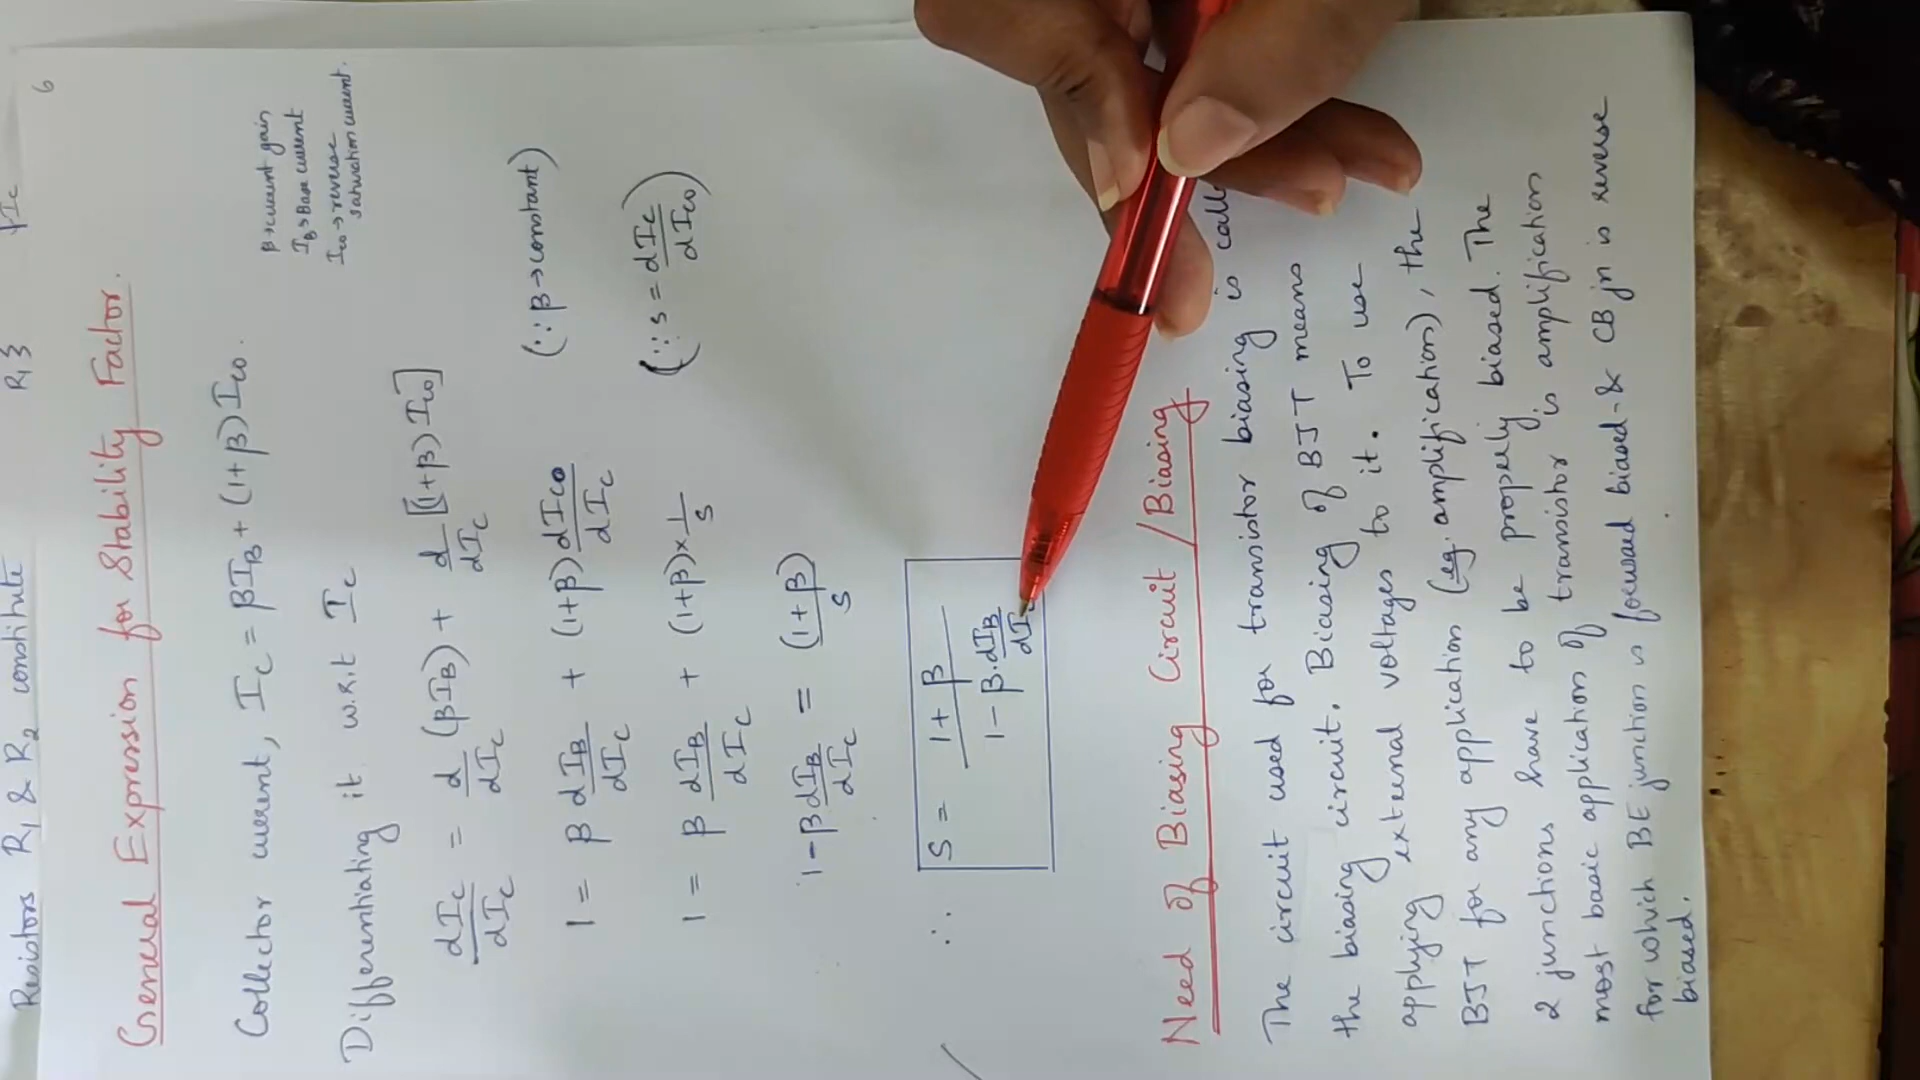 Resistors R1 & R2 constitute R13 IC
6
General Expression for Stability Factor.
β→current gain
IB→Base current
Ico→reverse
saturation current.
Collector current, IC = βIB + (1+β)Ico.
Differentiating it w.r.t IC
dIC/dIC = d/dIC (βIB) + d/dIC [(1+β)Ico]
1 = β dIB/dIC + (1+β) dIco/dIC (∵ β→constant)
1 = β dIB/dIC + (1+β) × 1/S (∵ S = dIC/dIco)
1-β dIB/dIC = (1+β)/S
∴ S = 1+β / 1-β.dIB/dI
Need of Biasing Circuit / Biasing
The circuit used for transistor biasing is call
the biasing circuit. Biasing of BJT means
applying external voltages to it. To use
BJT for any application (eg. amplification), the
2 junctions have to be properly biased. The
most basic application of transistor is amplification
for which BE junction is forward biased & CB jn is reverse
biased.